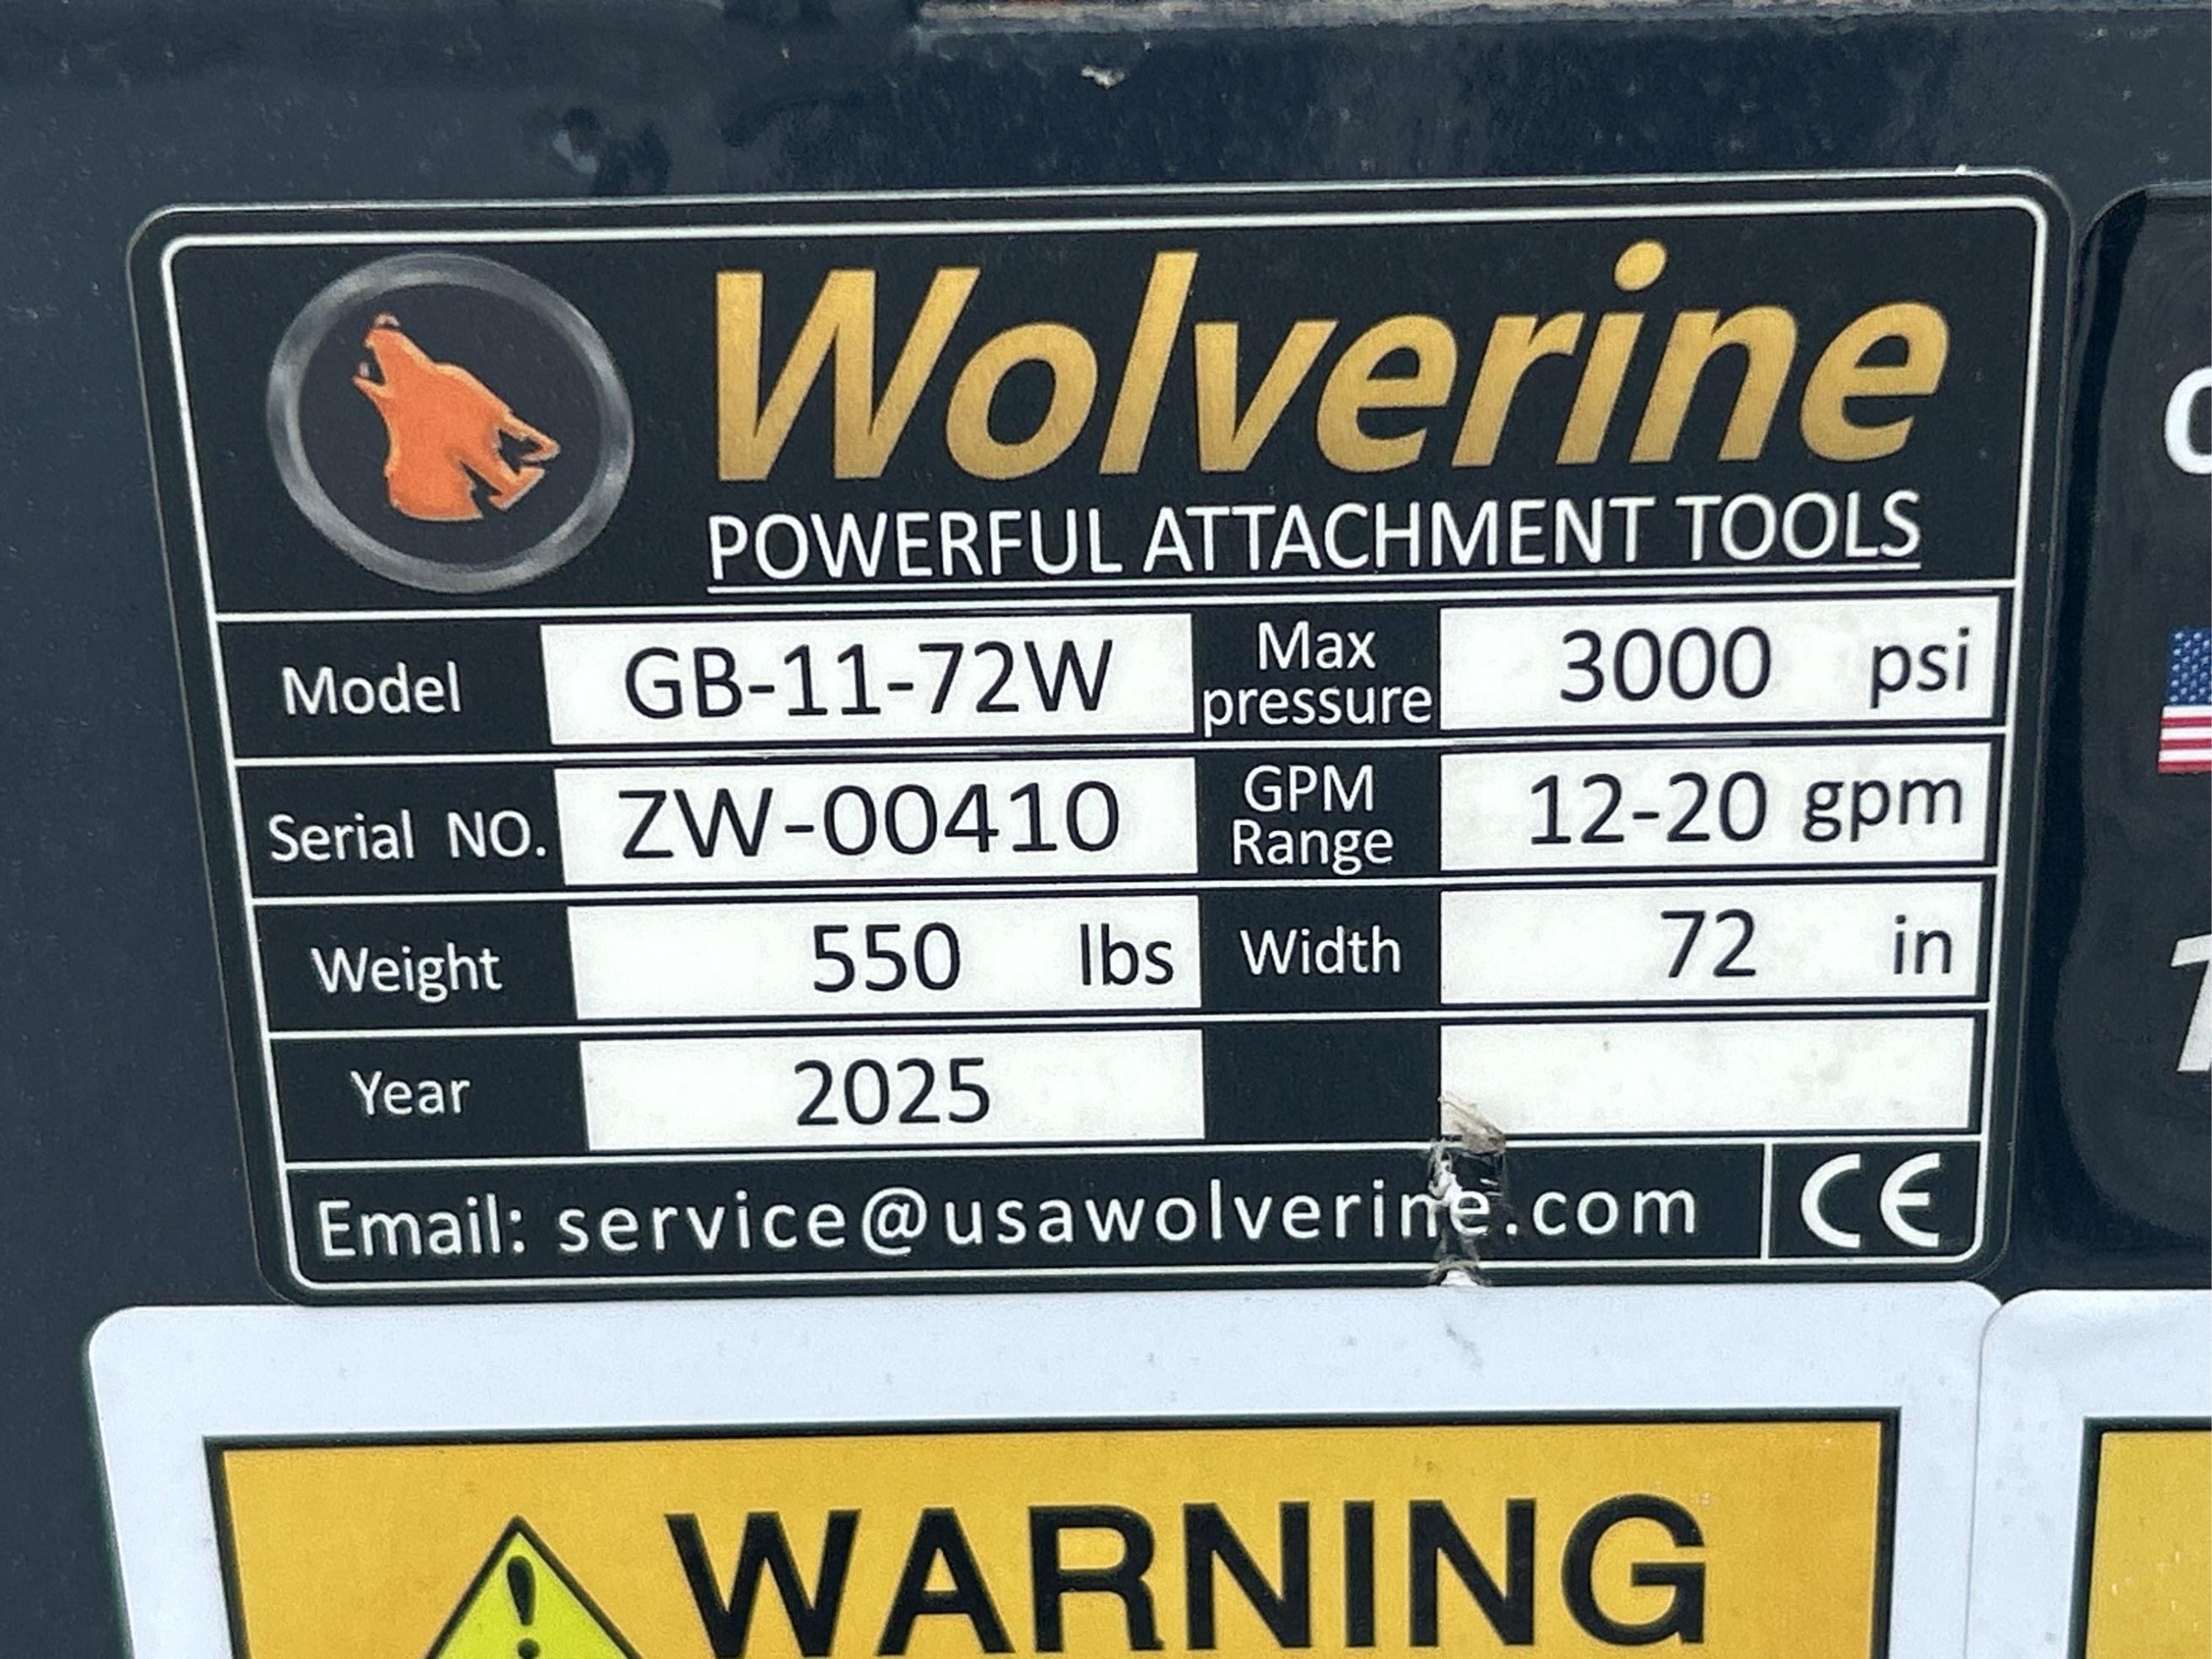 Wolverine
POWERFUL ATTACHMENT TOOLS
Model GB-11-72W Max pressure 3000 psi
Serial NO. ZW-00410 GPM Range 12-20 gpm
Weight 550 lbs Width 72 in
Year 2025
Email: service@usawolverine.com CE
WARNING